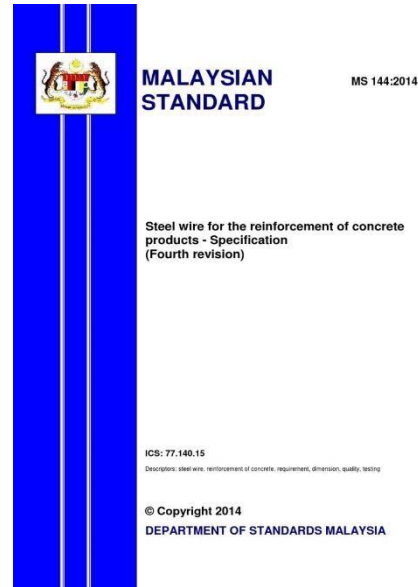 MALAYSIAN
STANDARD
MS 144:2014
Steel wire for the reinforcement of concrete
products - Specification
(Fourth revision)
ICS: 77.140.15
Descriptors: steel wire, reinforcement of concrete, requirement, dimension, quality, testing
© Copyright 2014
DEPARTMENT OF STANDARDS MALAYSIA